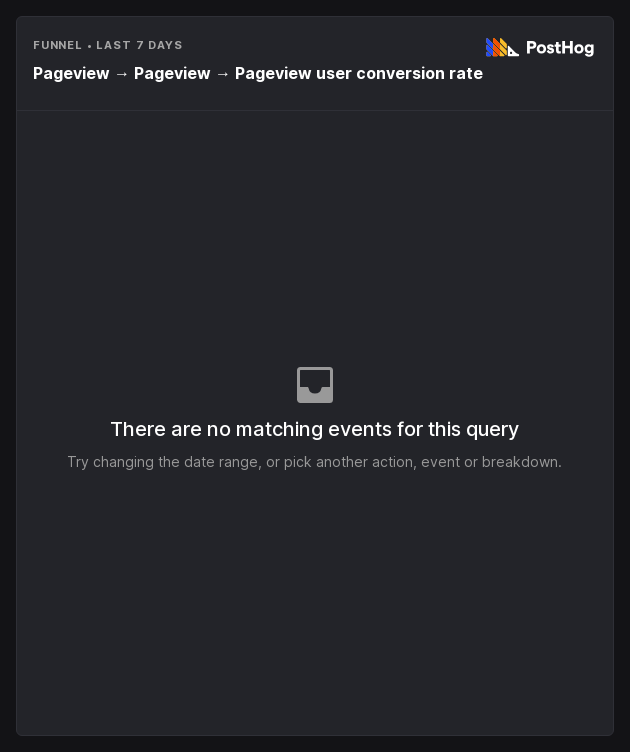 FUNNEL • LAST 7 DAYS
PostHog
Pageview → Pageview → Pageview user conversion rate
There are no matching events for this query
Try changing the date range, or pick another action, event or breakdown.